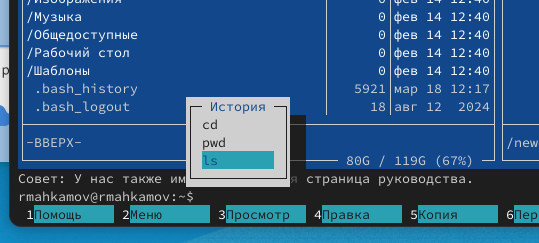 /Изображения 0 фев 14 12:40
/Музыка 0 фев 14 12:40
/Общедоступные 0 фев 14 12:40
/Рабочий стол 0 фев 14 12:40
/Шаблоны 0 фев 14 12:40
.bash_history 5921 мар 18 12:17
.bash_logout 18 авг 12 2024
История
cd
pwd
ls
-ВВЕРХ-
/new
80G / 119G (67%)
Совет: У нас также им я страница руководства.
rmahkamov@rmahkamov:~$
1Помощь 2Меню 3Просмотр 4Правка 5Копия 6Пер